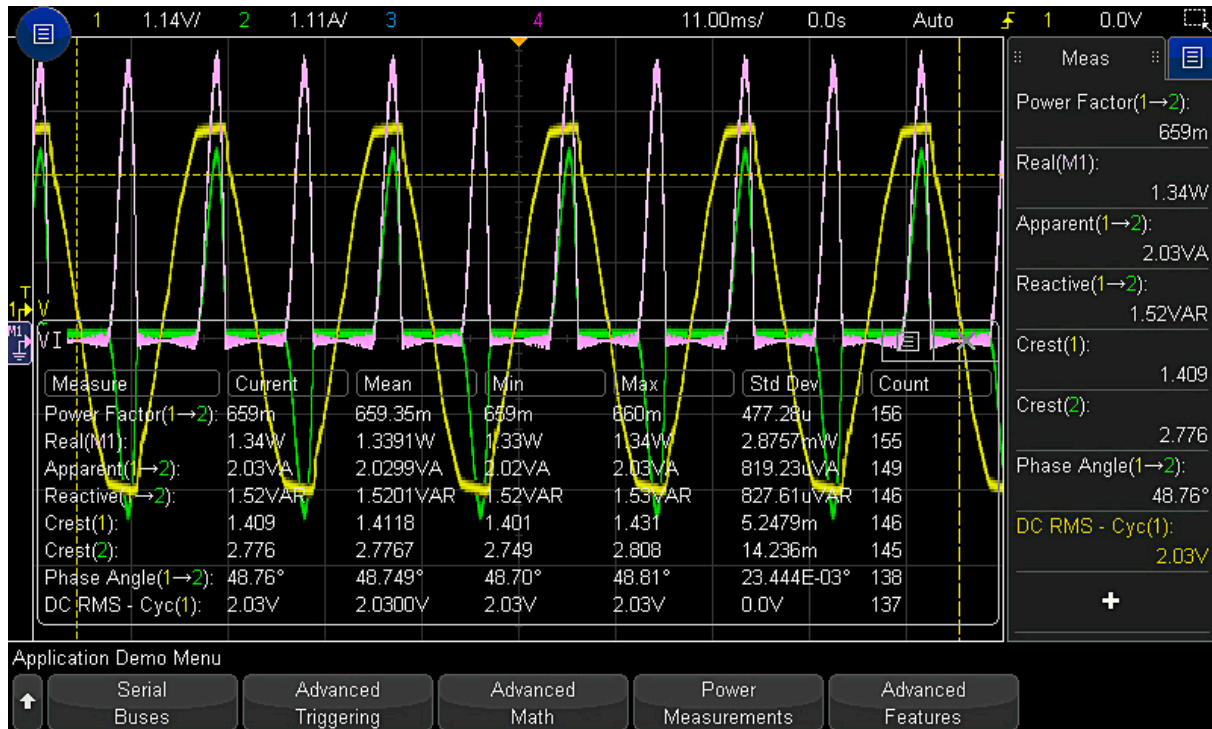 1 1.14V/ 2 1.11A/ 3 4 11.00ms/ 0.0s Auto 1 0.0V
Meas
Power Factor(1→2):
659m
Real(M1):
1.34W
Apparent(1→2):
2.03VA
Reactive(1→2):
1.52VAR
Crest(1):
1.409
Crest(2):
2.776
Phase Angle(1→2):
48.76°
DC RMS - Cyc(1):
2.03V
+
T
1 V
M1 VI
Measure Current Mean Min Max Std Dev Count
Power Factor(1→2): 659m 659.35m 659m 660m 477.28u 156
Real(M1): 1.34W 1.3391W 1.33W 1.34W 2.8757mW 155
Apparent(1→2): 2.03VA 2.0299VA 2.02VA 2.03VA 819.23uVA 149
Reactive(1→2): 1.52VAR 1.5201VAR 1.52VAR 1.53VAR 827.61uVAR 146
Crest(1): 1.409 1.4118 1.401 1.431 5.2479m 146
Crest(2): 2.776 2.7767 2.749 2.808 14.236m 145
Phase Angle(1→2): 48.76° 48.749° 48.70° 48.81° 23.444E-03° 138
DC RMS - Cyc(1): 2.03V 2.0300V 2.03V 2.03V 0.0V 137
Application Demo Menu
Serial Buses
Advanced Triggering
Advanced Math
Power Measurements
Advanced Features